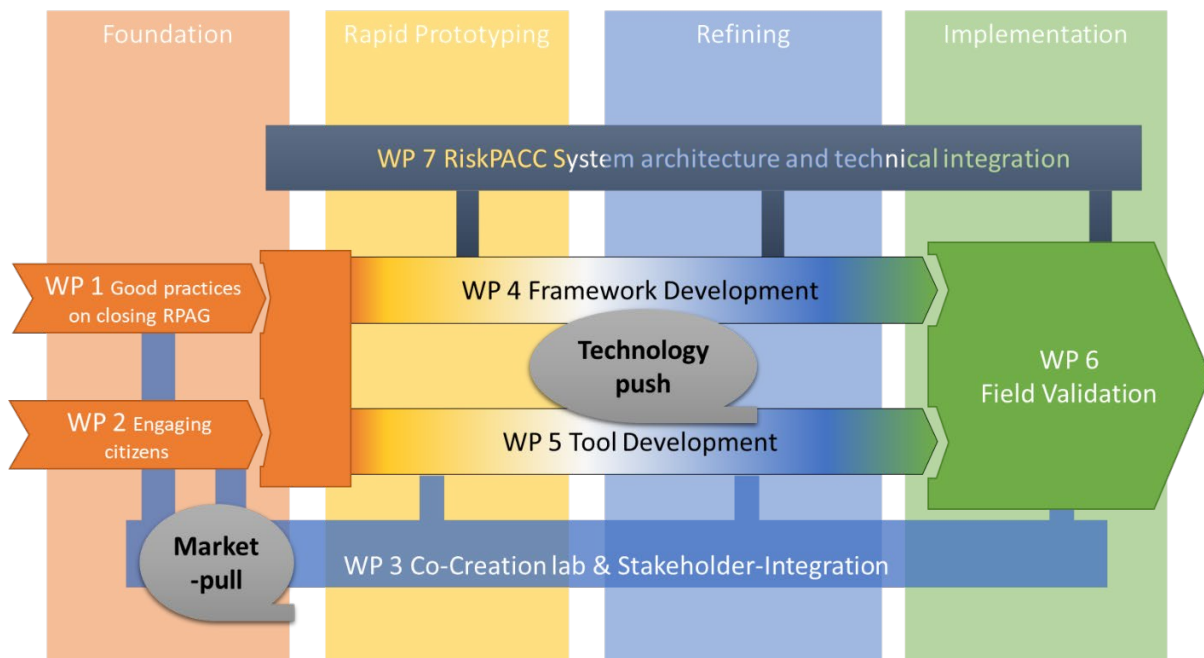 Foundation
Rapid Prototyping
Refining
Implementation
WP 7 RiskPACC System architecture and technical integration
WP 1 Good practices
on closing RPAG
WP 4 Framework Development
Technology
push
WP 6
Field Validation
WP 2 Engaging
citizens
WP 5 Tool Development
Market
-pull
WP 3 Co-Creation lab & Stakeholder-Integration